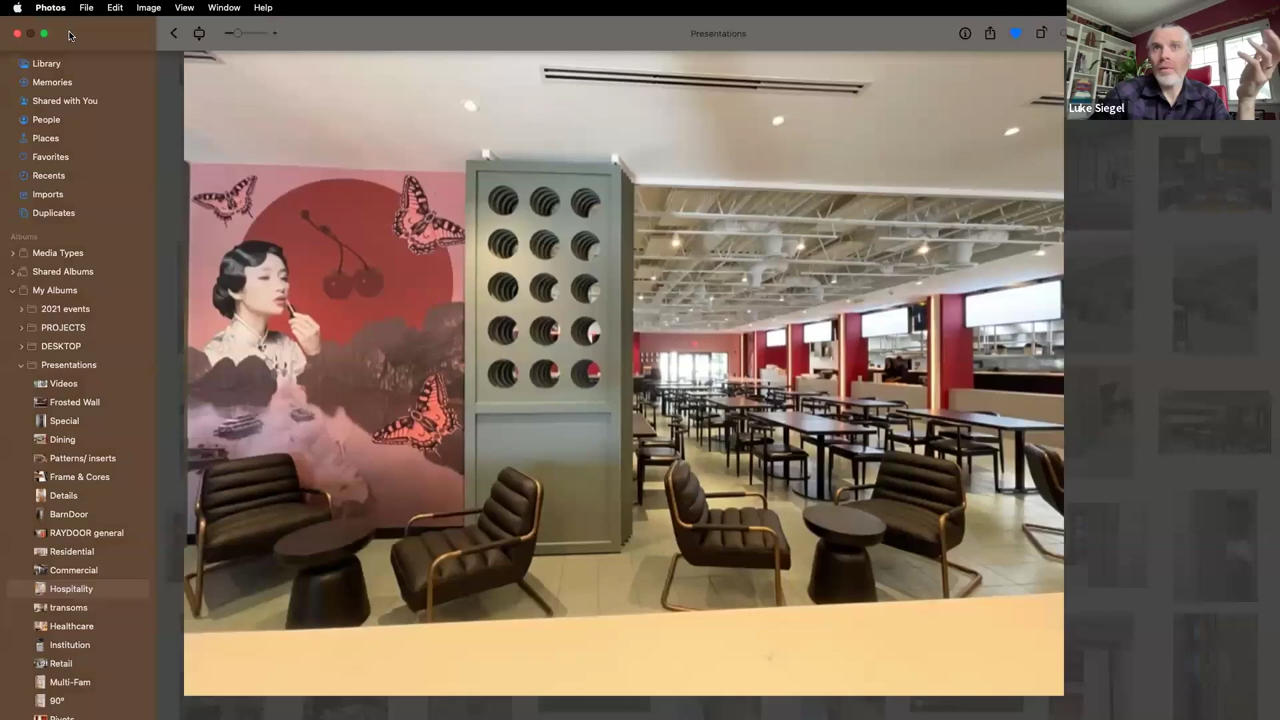 Photos File Edit Image View Window Help
Presentations
Luke Siegel
Library
Memories
Shared with You
People
Places
Favorites
Recents
Imports
Duplicates
Albums
Media Types
Shared Albums
My Albums
2021 events
PROJECTS
DESKTOP
Presentations
Videos
Frosted Wall
Special
Dining
Patterns/ inserts
Frame & Cores
Details
BarnDoor
RAYDOOR general
Residential
Commercial
Hospitality
transoms
Healthcare
Institution
Retail
Multi-Fam
90°
Pivots